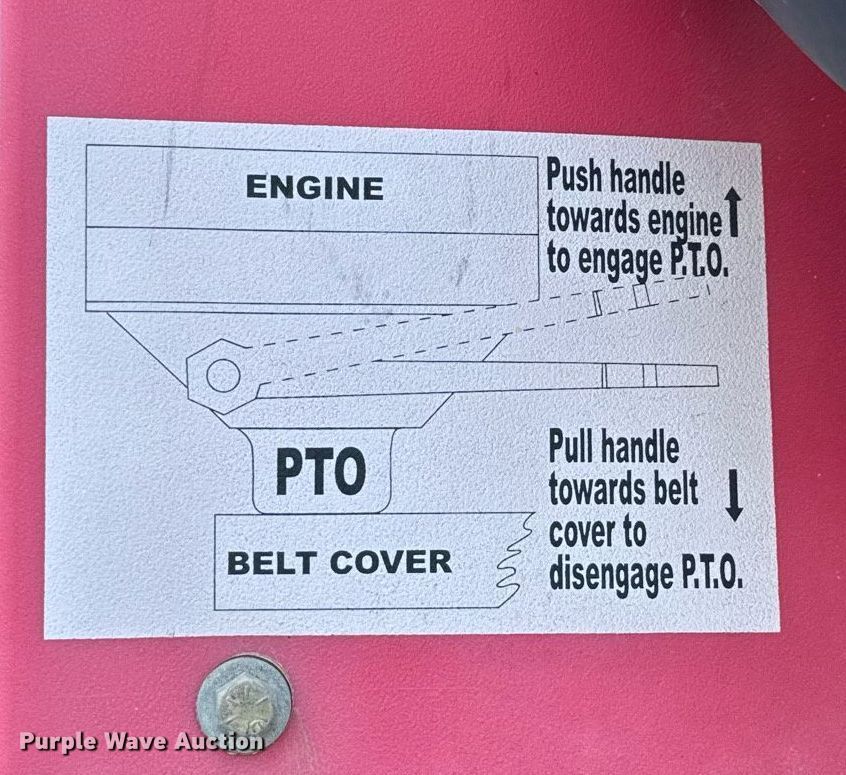 ENGINE
Push handle
towards engine
to engage P.T.O.
PTO
Pull handle
towards belt
cover to
disengage P.T.O.
BELT COVER
Purple Wave Auction